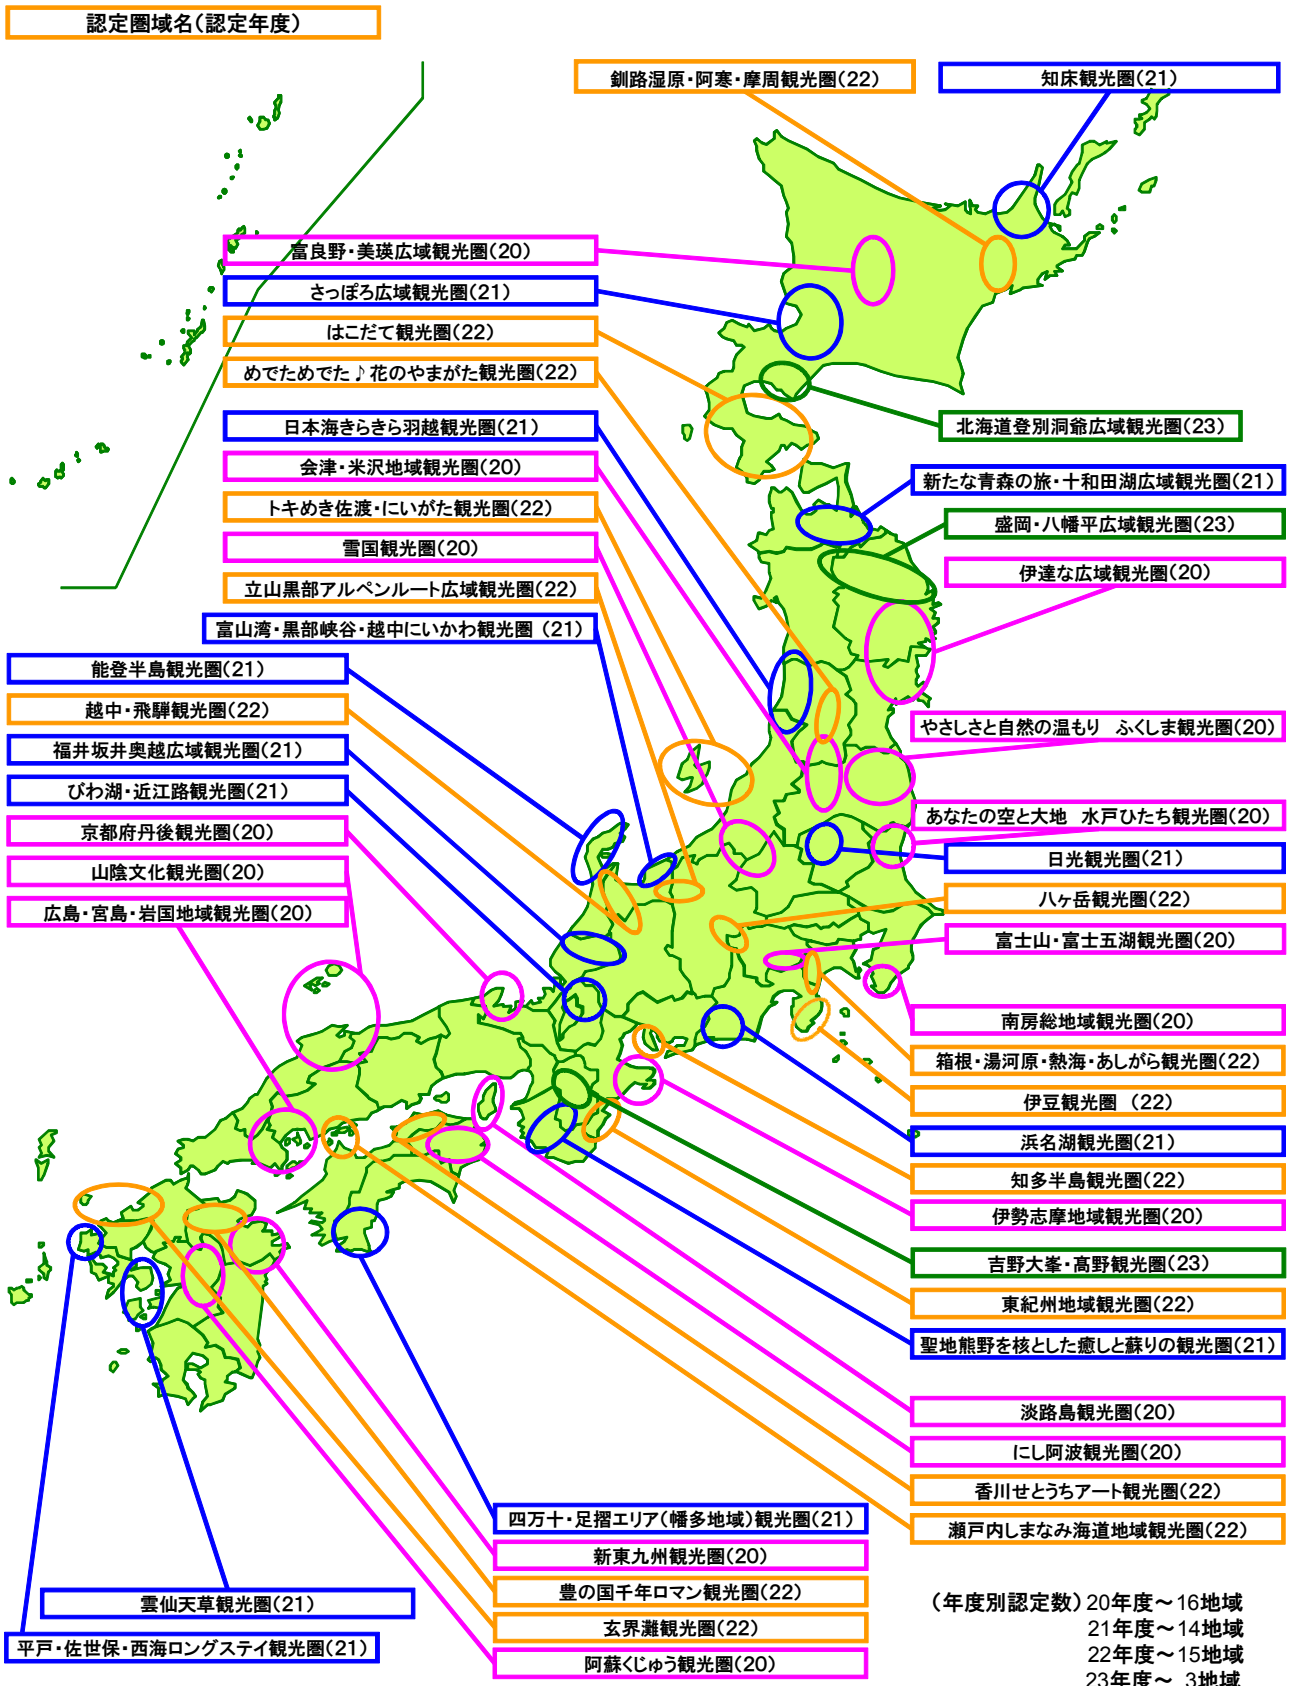 認定圏域名(認定年度)
釧路湿原・阿寒・摩周観光圏(22)
知床観光圏(21)
富良野・美瑛広域観光圏(20)
さっぽろ広域観光圏(21)
はこだて観光圏(22)
めでためでた♪花のやまがた観光圏(22)
日本海きらきら羽越観光圏(21)
会津・米沢地域観光圏(20)
トキめき佐渡・にいがた観光圏(22)
雪国観光圏(20)
立山黒部アルペンルート広域観光圏(22)
富山湾・黒部峡谷・越中にいかわ観光圏 (21)
能登半島観光圏(21)
越中・飛騨観光圏(22)
福井坂井奥越広域観光圏(21)
びわ湖・近江路観光圏(21)
京都府丹後観光圏(20)
山陰文化観光圏(20)
広島・宮島・岩国地域観光圏(20)
北海道登別洞爺広域観光圏(23)
新たな青森の旅・十和田湖広域観光圏(21)
盛岡・八幡平広域観光圏(23)
伊達な広域観光圏(20)
やさしさと自然の温もり ふくしま観光圏(20)
あなたの空と大地 水戸ひたち観光圏(20)
日光観光圏(21)
八ヶ岳観光圏(22)
富士山・富士五湖観光圏(20)
南房総地域観光圏(20)
箱根・湯河原・熱海・あしがら観光圏(22)
伊豆観光圏 (22)
浜名湖観光圏(21)
知多半島観光圏(22)
伊勢志摩地域観光圏(20)
吉野大峯・高野観光圏(23)
東紀州地域観光圏(22)
聖地熊野を核とした癒しと蘇りの観光圏(21)
淡路島観光圏(20)
にし阿波観光圏(20)
香川せとうちアート観光圏(22)
瀬戸内しまなみ海道地域観光圏(22)
四万十・足摺エリア(幡多地域)観光圏(21)
新東九州観光圏(20)
豊の国千年ロマン観光圏(22)
玄界灘観光圏(22)
阿蘇くじゅう観光圏(20)
雲仙天草観光圏(21)
平戸・佐世保・西海ロングステイ観光圏(21)
(年度別認定数) 20年度～16地域
21年度～14地域
22年度～15地域
23年度～ 3地域